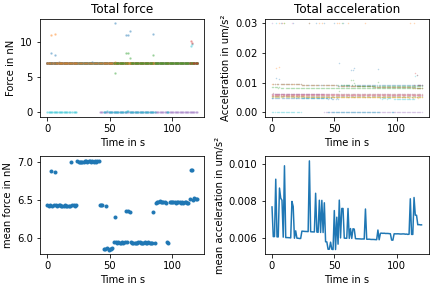 Total force
Force in nN
10
5
0
0
50
100
Time in s
Total acceleration
Acceleration in um/s²
0.03
0.02
0.01
0.00
0
50
100
Time in s
mean force in nN
7.0
6.5
6.0
0
50
100
Time in s
mean acceleration in um/s²
0.010
0.008
0.006
0
50
100
Time in s